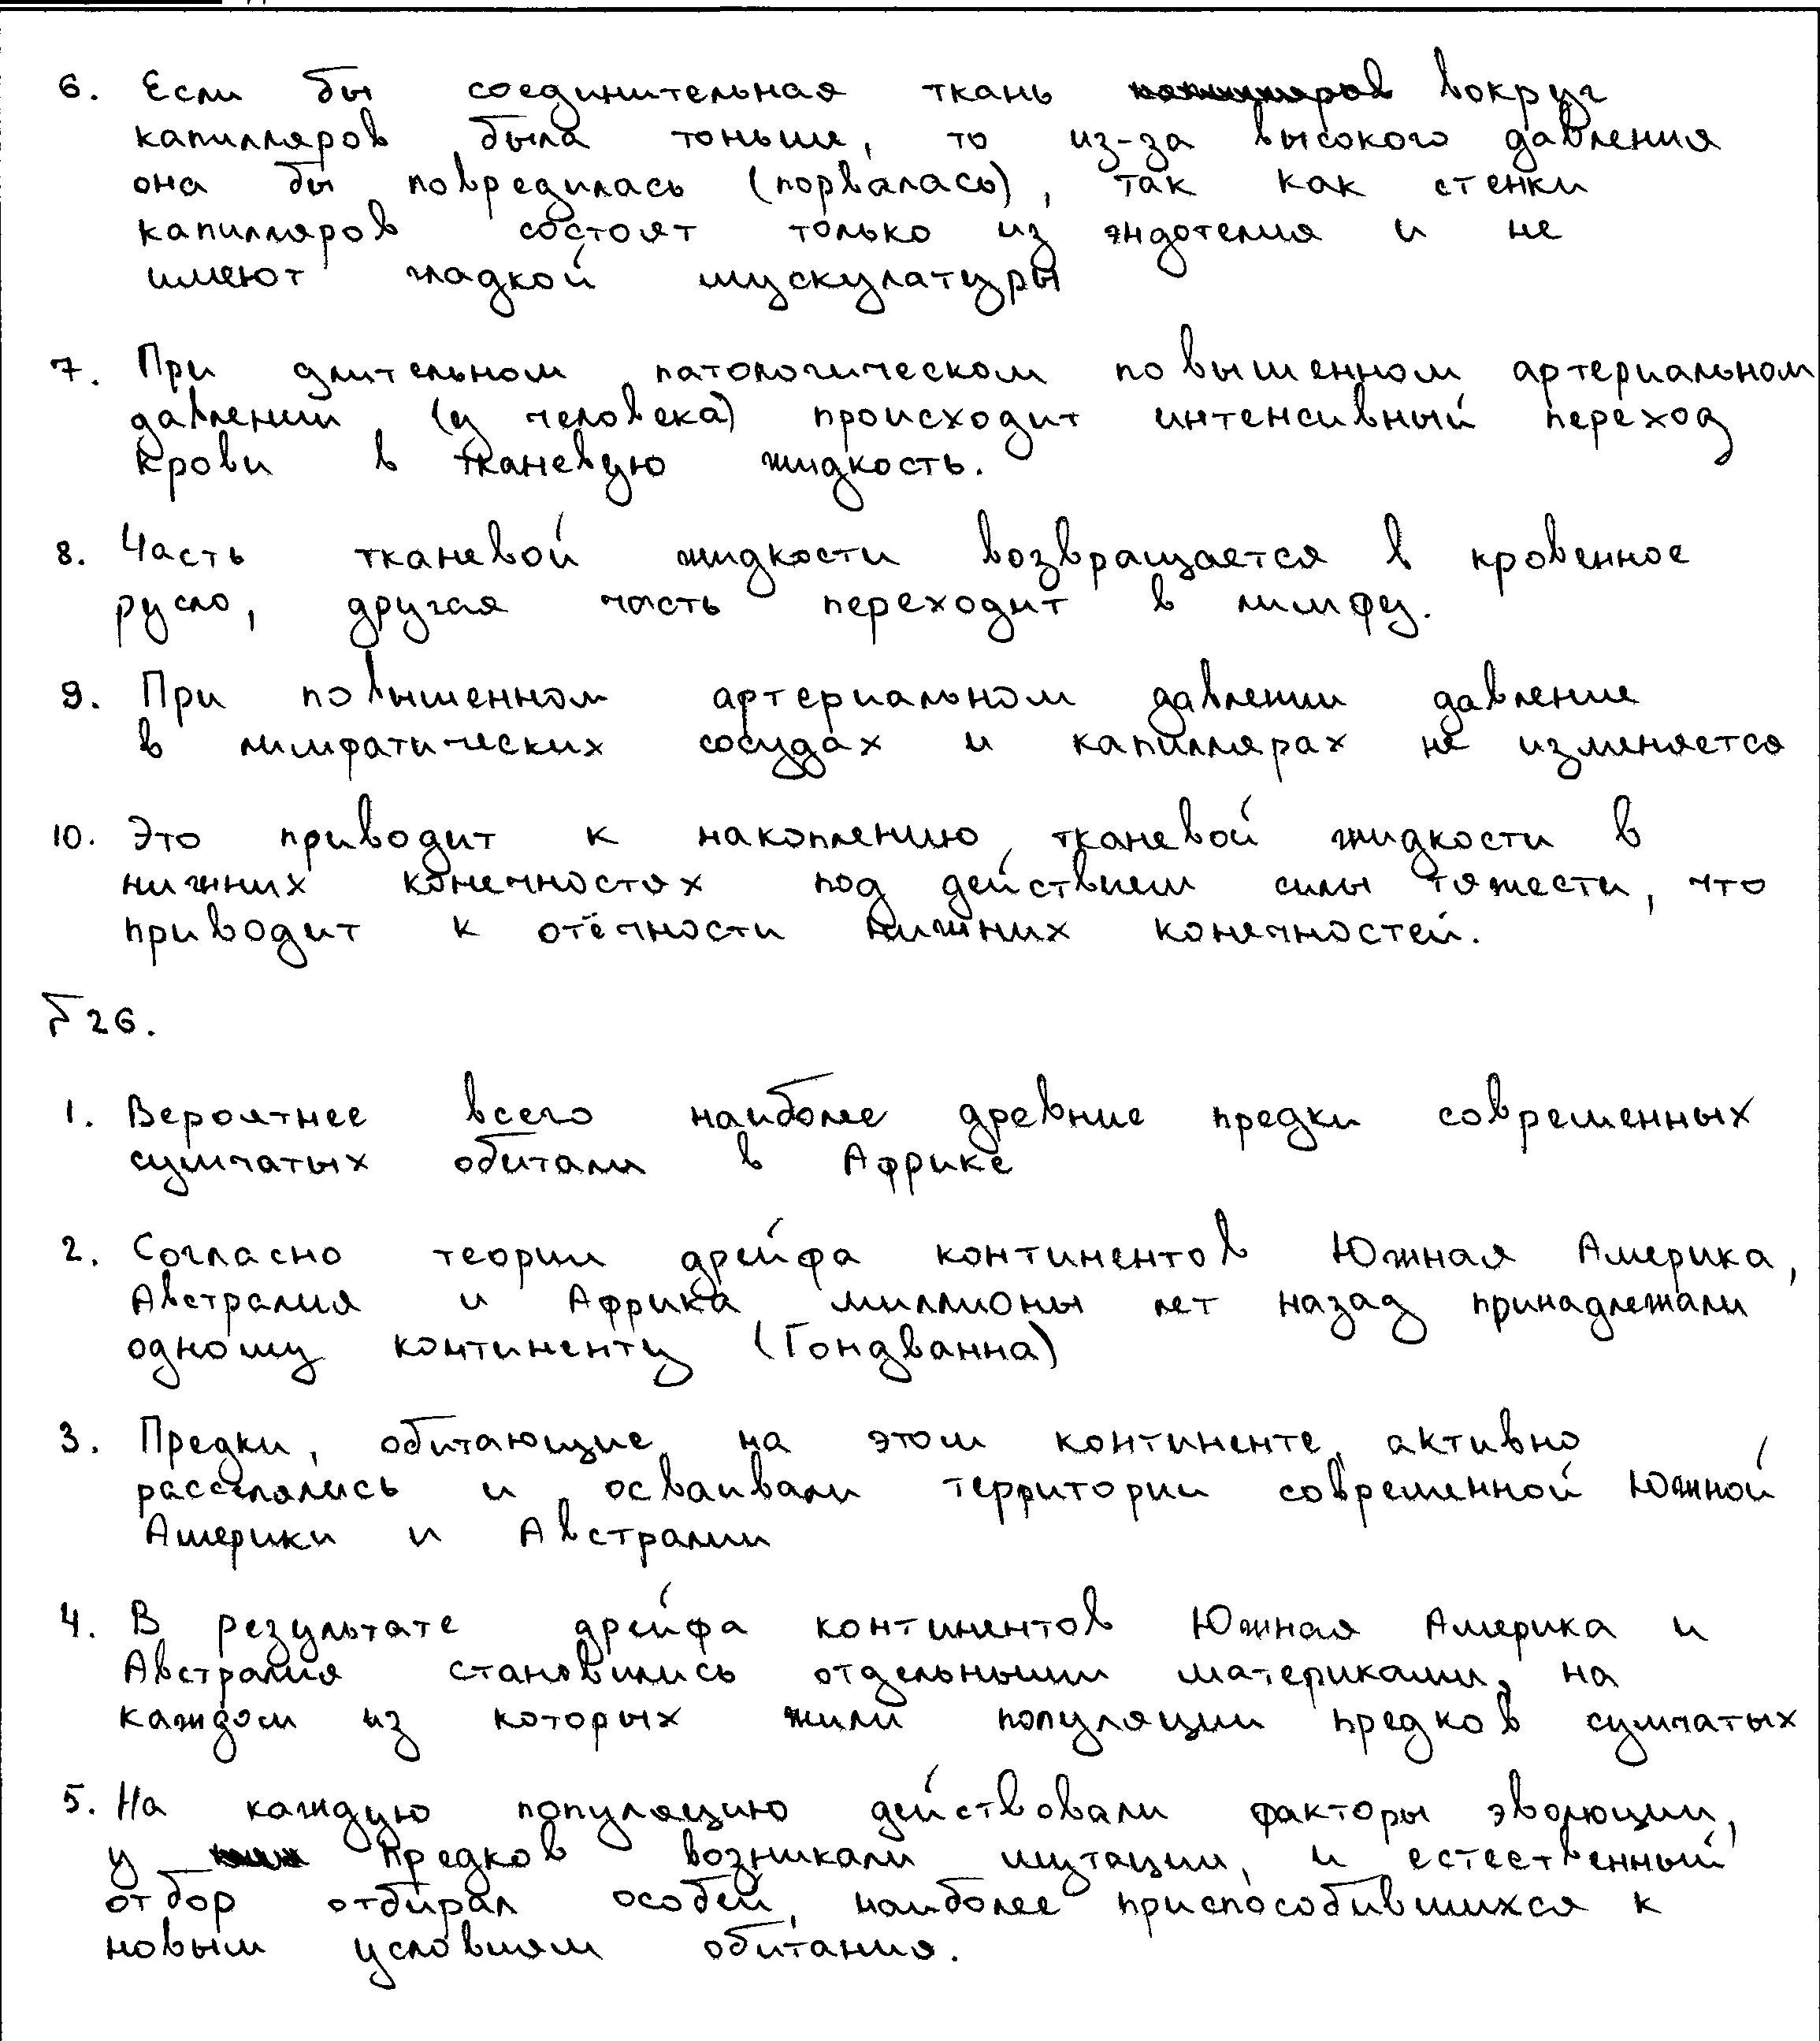 6. Если бы соединительная ткань вокруг
капилляров была тоньше, то из-за высокого давления
она бы повредилась (порвалась), так как стенки
капилляров состоят только из эндотелия и не
имеют гладкой мускулатуры
7. При длительном патологическом повышенном артериальном
давлении (у человека) происходит интенсивный переход
крови в тканевую жидкость.
8. Часть тканевой жидкости возвращается в кровенное
русло, другая часть переходит в лимфу.
9. При повышенном артериальном давлении давление
в лимфатических сосудах и капиллярах не изменяется
10. Это приводит к накоплению тканевой жидкости в
нижних конечностях под действием силы тяжести, что
приводит к отёчности нижних конечностей.
26.
1. Вероятнее всего наиболее древние предки современных
сумчатых обитали в Африке
2. Согласно теории дрейфа континентов Южная Америка,
Австралия и Африка миллионы лет назад принадлежали
одному континенту (Гондванна)
3. Предки, обитающие на этом континенте, активно
расселялись и осваивали территории современной Южной
Америки и Австралии
4. В результате дрейфа континентов Южная Америка и
Австралия становились отдельными материками, на
каждом из которых жили популяции предков сумчатых
5. На каждую популяцию действовали факторы эволюции,
у предков возникали мутации, и естественный
отбор отбирал особей, наиболее приспособившихся к
новым условиям обитания.